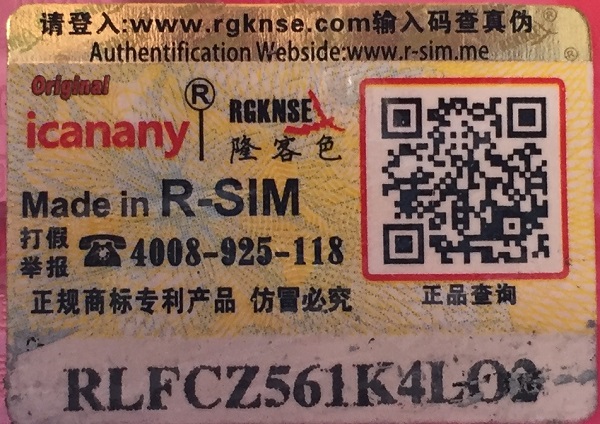 请登入:www.rgknse.com输入码查真伪
Authentification Webside:www.r-sim.me
Original
icanany
®
RGKNSE
隆客色
Made in R-SIM
打假
举报
☎4008-925-118
正规商标专利产品 仿冒必究
正品查询
RLFCZ561K4LO2